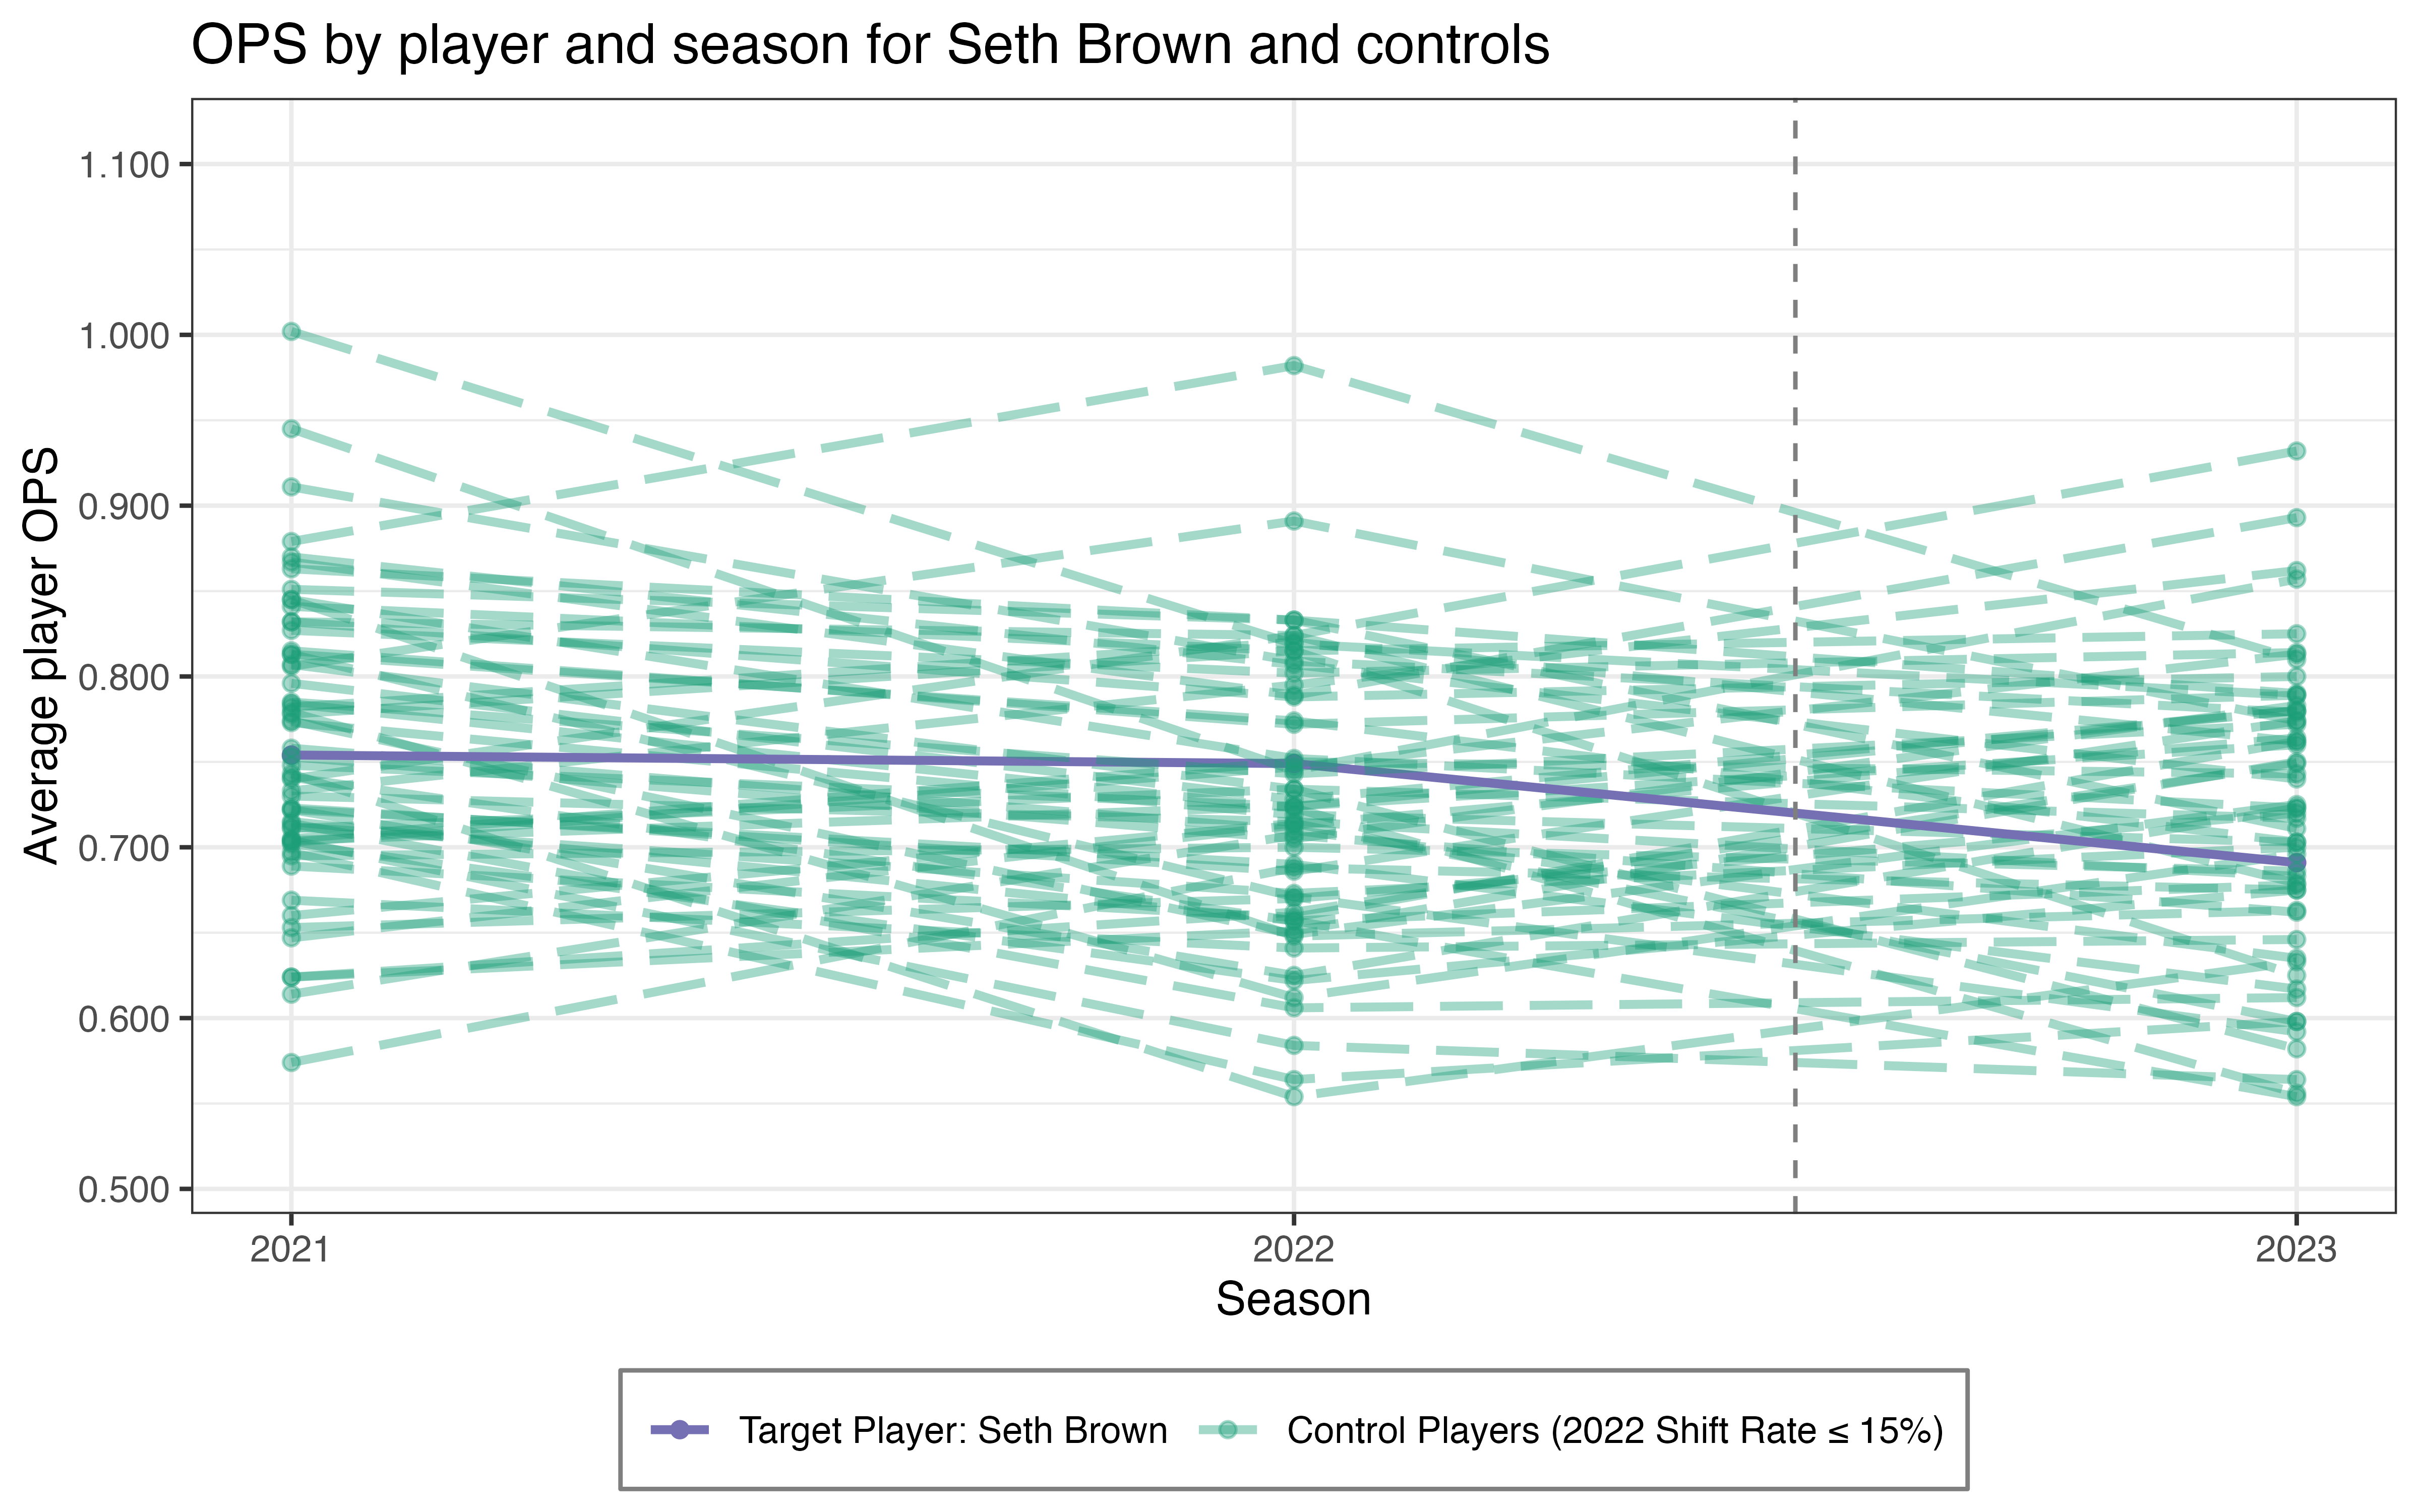 OPS by player and season for Seth Brown and controls
Average player OPS
1.100
1.000
0.900
0.800
0.700
0.600
0.500
2021
2022
2023
Season
Target Player: Seth Brown
Control Players (2022 Shift Rate ≤ 15%)